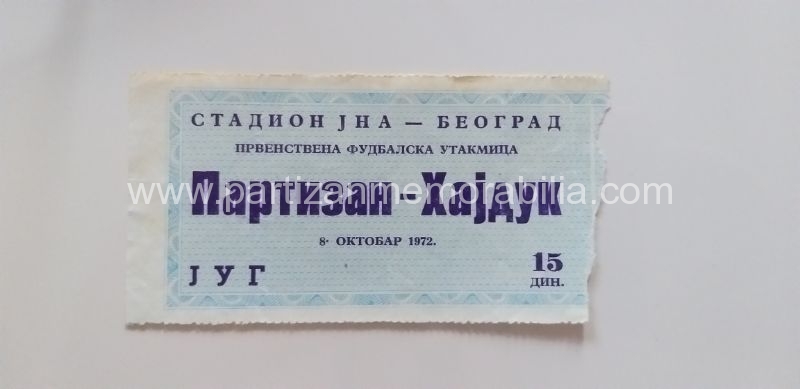 СТАДИОН ЈНА — БЕОГРАД
ПРВЕНСТВЕНА ФУДБАЛСКА УТАКМИЦА
www.partizanmemorabilia.com
Партизан-Хајдук
8. ОКТОБАР 1972.
ЈУГ
15
ДИН.